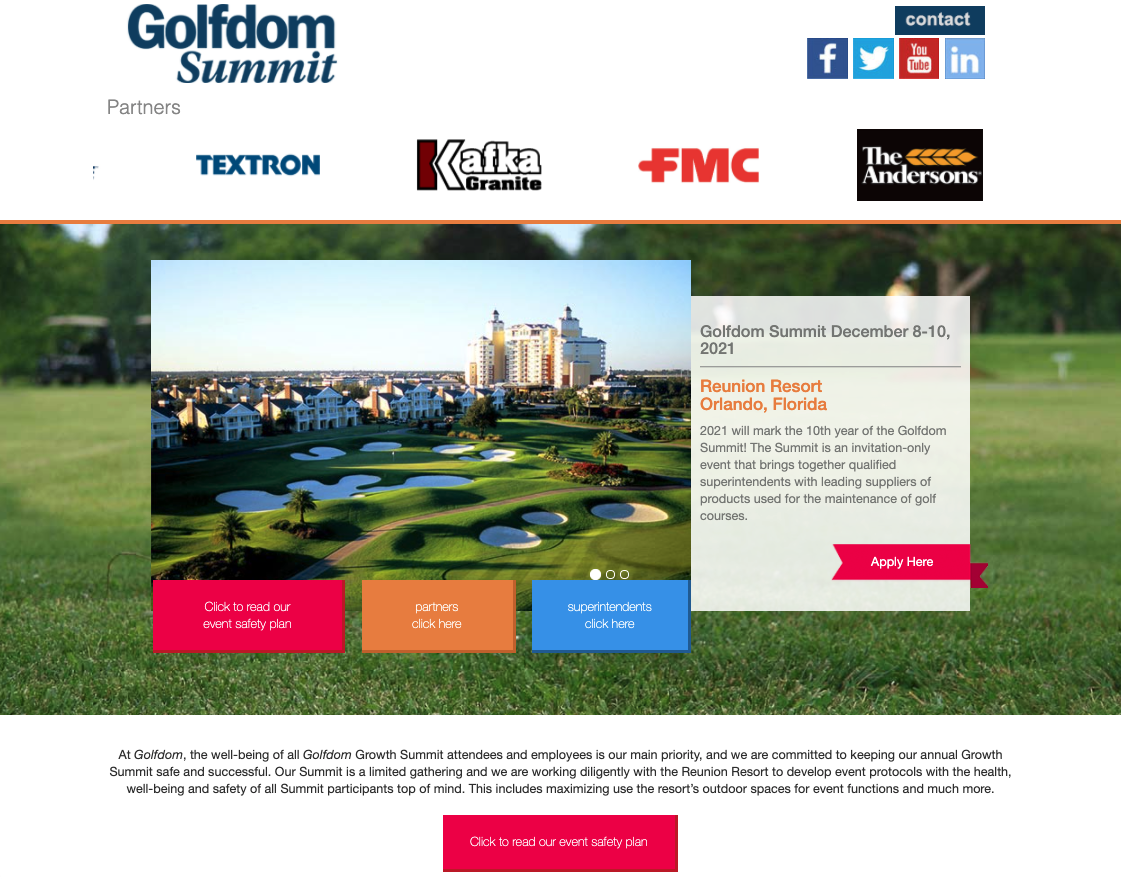 Golfdom
Summit
contact
f
You
Tube
in
Partners
TEXTRON
Kafka
Granite
FMC
The
Andersons
Golfdom Summit December 8-10,
2021
Reunion Resort
Orlando, Florida
2021 will mark the 10th year of the Golfdom
Summit! The Summit is an invitation-only
event that brings together qualified
superintendents with leading suppliers of
products used for the maintenance of golf
courses.
Apply Here
Click to read our
event safety plan
partners
click here
superintendents
click here
At Golfdom, the well-being of all Golfdom Growth Summit attendees and employees is our main priority, and we are committed to keeping our annual Growth
Summit safe and successful. Our Summit is a limited gathering and we are working diligently with the Reunion Resort to develop event protocols with the health,
well-being and safety of all Summit participants top of mind. This includes maximizing use the resort’s outdoor spaces for event functions and much more.
Click to read our event safety plan